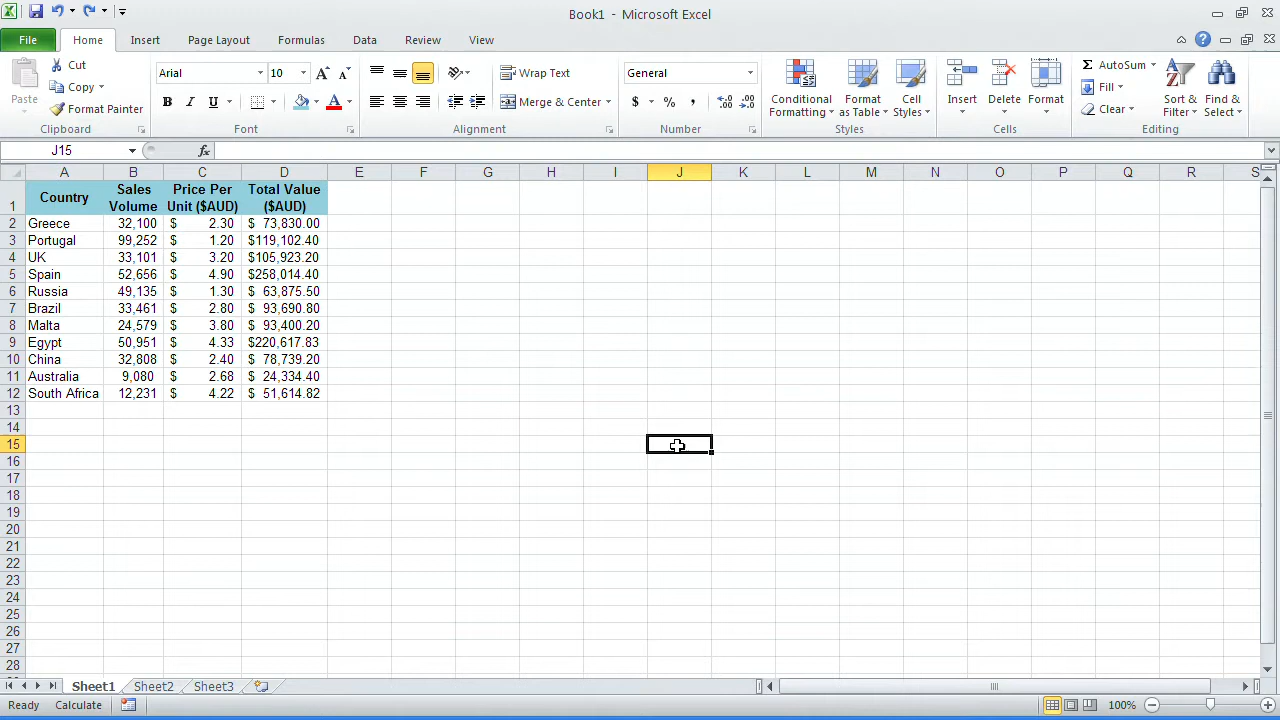 Book1 - Microsoft Excel
File Home Insert Page Layout Formulas Data Review View
Paste
Cut
Copy
Format Painter
Clipboard
Arial 10
B I U
Font
Wrap Text
Merge & Center
Alignment
General
$ % ,
Number
Conditional Formatting
Format as Table
Cell Styles
Styles
Insert Delete Format
Cells
Σ AutoSum
Fill
Clear
Sort & Filter
Find & Select
Editing
J15 fx
A B C D E F G H I J K L M N O P Q R S
1 Country Sales Volume Price Per Unit ($AUD) Total Value ($AUD)
2 Greece 32,100 $ 2.30 $ 73,830.00
3 Portugal 99,252 $ 1.20 $119,102.40
4 UK 33,101 $ 3.20 $105,923.20
5 Spain 52,656 $ 4.90 $258,014.40
6 Russia 49,135 $ 1.30 $ 63,875.50
7 Brazil 33,461 $ 2.80 $ 93,690.80
8 Malta 24,579 $ 3.80 $ 93,400.20
9 Egypt 50,951 $ 4.33 $220,617.83
10 China 32,808 $ 2.40 $ 78,739.20
11 Australia 9,080 $ 2.68 $ 24,334.40
12 South Africa 12,231 $ 4.22 $ 51,614.82
13
14
15
16
17
18
19
20
21
22
23
24
25
26
27
28
Sheet1 Sheet2 Sheet3
Ready Calculate 100%